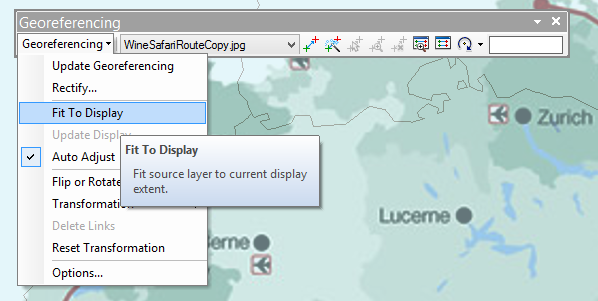 Georeferencing
Georeferencing WineSafariRouteCopy.jpg
Update Georeferencing
Rectify...
Fit To Display
Update Display
Auto Adjust
Fit To Display
Fit source layer to current display
extent.
Flip or Rotate
Transformation
Delete Links
Reset Transformation
Options...
Zurich
Lucerne
erne